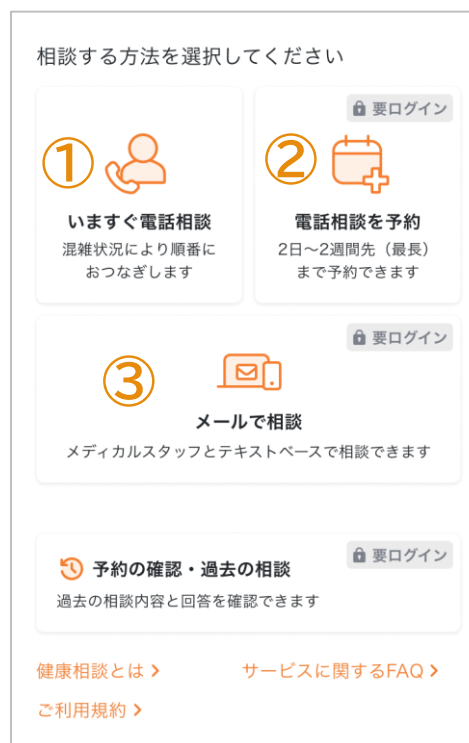 相談する方法を選択してください
①
いますぐ電話相談
混雑状況により順番に
おつなぎします
要ログイン
②
電話相談を予約
2日〜2週間先（最長）
まで予約できます
要ログイン
③
メールで相談
メディカルスタッフとテキストベースで相談できます
予約の確認・過去の相談
要ログイン
過去の相談内容と回答を確認できます
健康相談とは
サービスに関するFAQ
ご利用規約